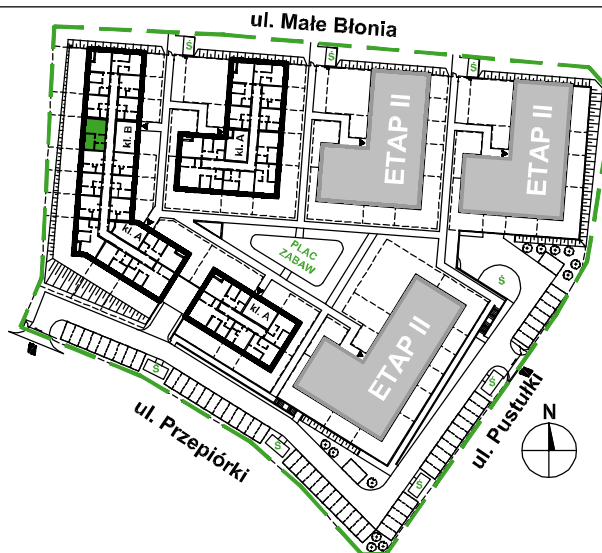 ul. Małe Błonia
Ś
Ś
Ś
kl. B
kl. A
ETAP II
ETAP II
kl. A
PLAC
ZABAW
Ś
kl. A
ETAP II
Ś
Ś
Ś
Ś
ul. Przepiórki
ul. Pustułki
N